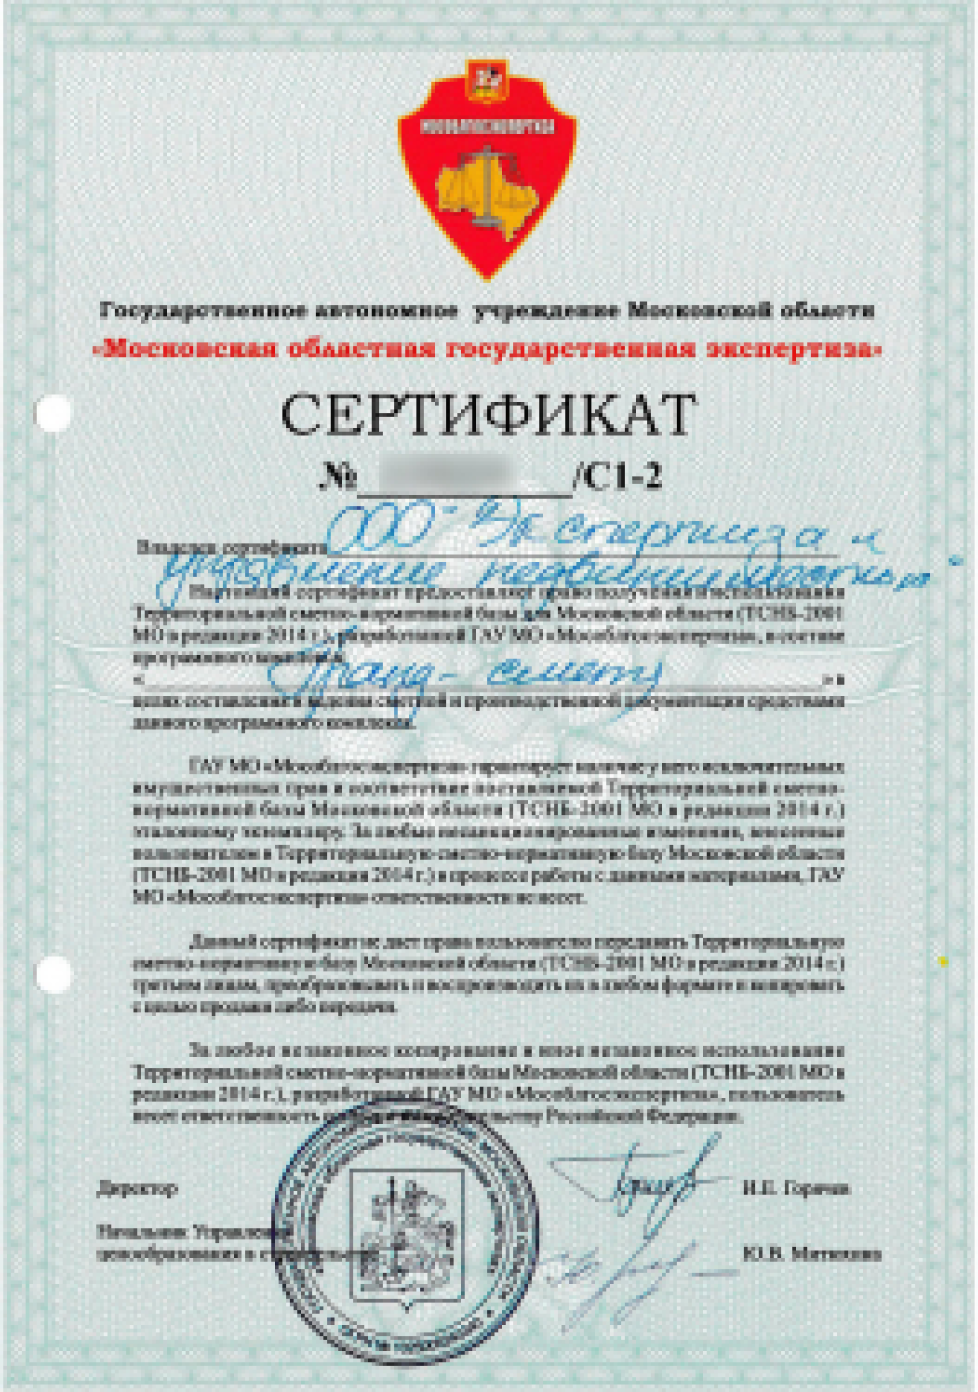 МОСОБЛГОСЭКСПЕРТИЗА
Государственное автономное учреждение Московской области
«Московская областная государственная экспертиза»
СЕРТИФИКАТ
№ /С1-2
Владелец сертификата ООО "Экспертиза и
управление недвижимостью"
Настоящий сертификат предоставляет право получения и использования
Территориальной сметно-нормативной базы для Московской области (ТСНБ-2001
МО в редакции 2014 г.), разработанной ГАУ МО «Мособлгосэкспертиза», в составе
программного комплекса
« Гранд-смета » в
целях составления и ведения сметной и производственной документации средствами
данного программного комплекса.
ГАУ МО «Мособлгосэкспертиза» гарантирует наличие у него исключительных
имущественных прав и соответствие поставляемой Территориальной сметно-
нормативной базы Московской области (ТСНБ-2001 МО в редакции 2014 г.)
эталонному экземпляру. За любые несанкционированные изменения, внесенные
пользователем в Территориальную сметно-нормативную базу Московской области
(ТСНБ-2001 МО в редакции 2014 г.) в процессе работы с данными материалами, ГАУ
МО «Мособлгосэкспертиза» ответственности не несет.
Данный сертификат не дает права пользователю передавать Территориальную
сметно-нормативную базу Московской области (ТСНБ-2001 МО в редакции 2014 г.)
третьим лицам, преобразовывать и воспроизводить их в любом формате и копировать
с целью продажи либо передачи.
За любое незаконное копирование и иное незаконное использование
Территориальной сметно-нормативной базы Московской области (ТСНБ-2001 МО в
редакции 2014 г.), разработанной ГАУ МО «Мособлгосэкспертиза», пользователь
несет ответственность Российской Федерации.
Директор И.Е. Горячев
Начальник Управления
ценообразования в строительстве Ю.В.